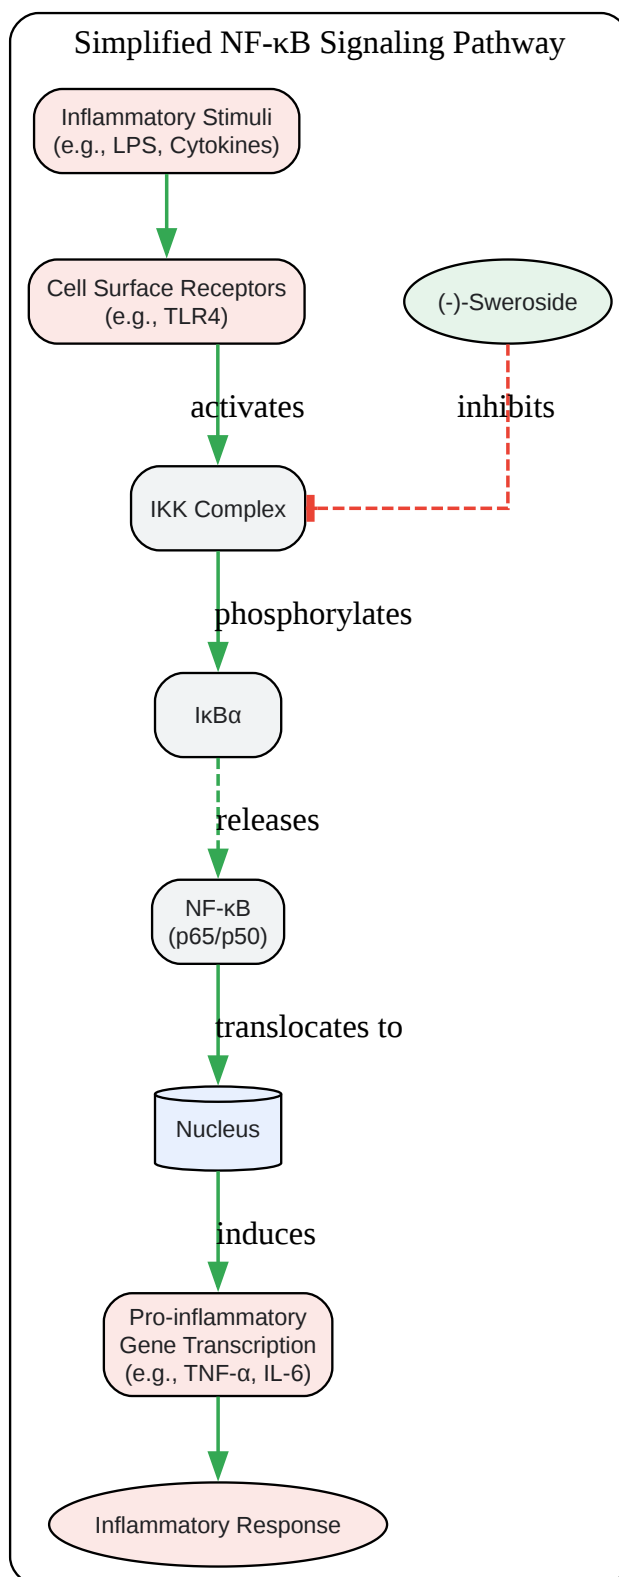 Simplified NF-κB Signaling Pathway
Inflammatory Stimuli
(e.g., LPS, Cytokines)
Cell Surface Receptors
(e.g., TLR4)
(-)-Sweroside
activates
inhibits
IKK Complex
phosphorylates
IκBα
releases
NF-κB
(p65/p50)
translocates to
Nucleus
induces
Pro-inflammatory
Gene Transcription
(e.g., TNF-α, IL-6)
Inflammatory Response